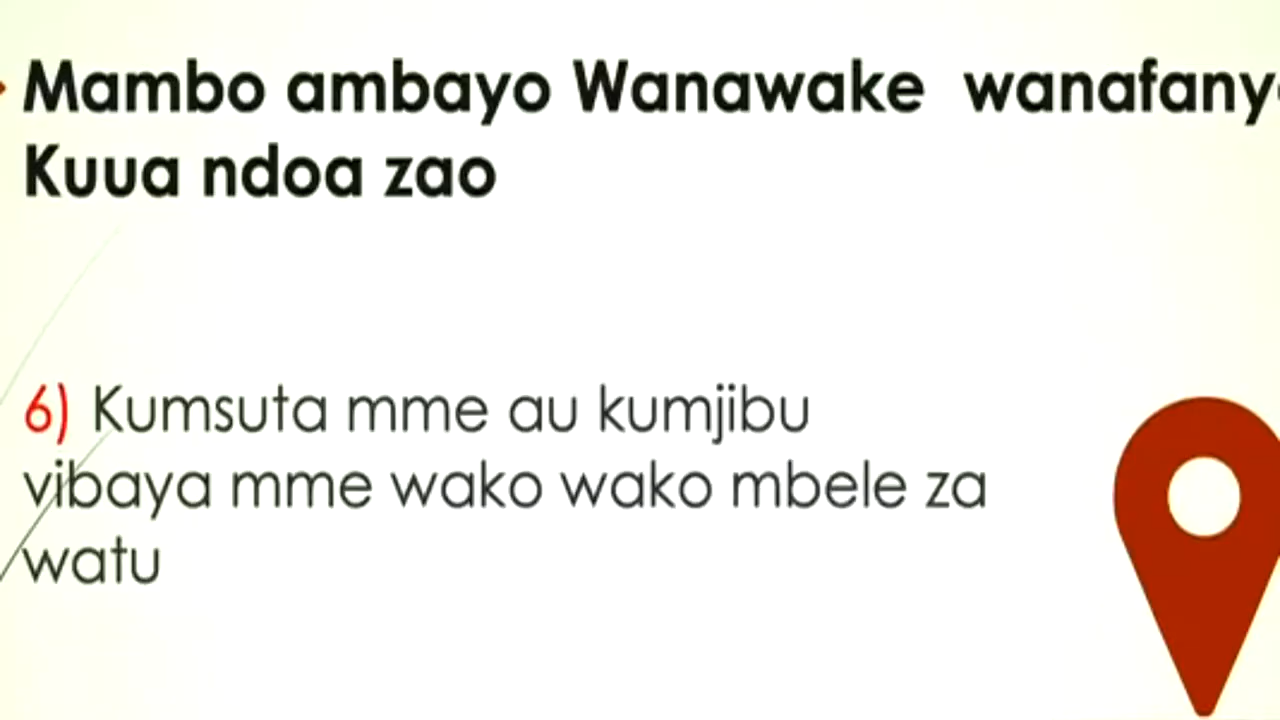 Mambo ambayo Wanawake wanafany
Kuua ndoa zao
6) Kumsuta mme au kumjibu
vibaya mme wako wako mbele za
watu